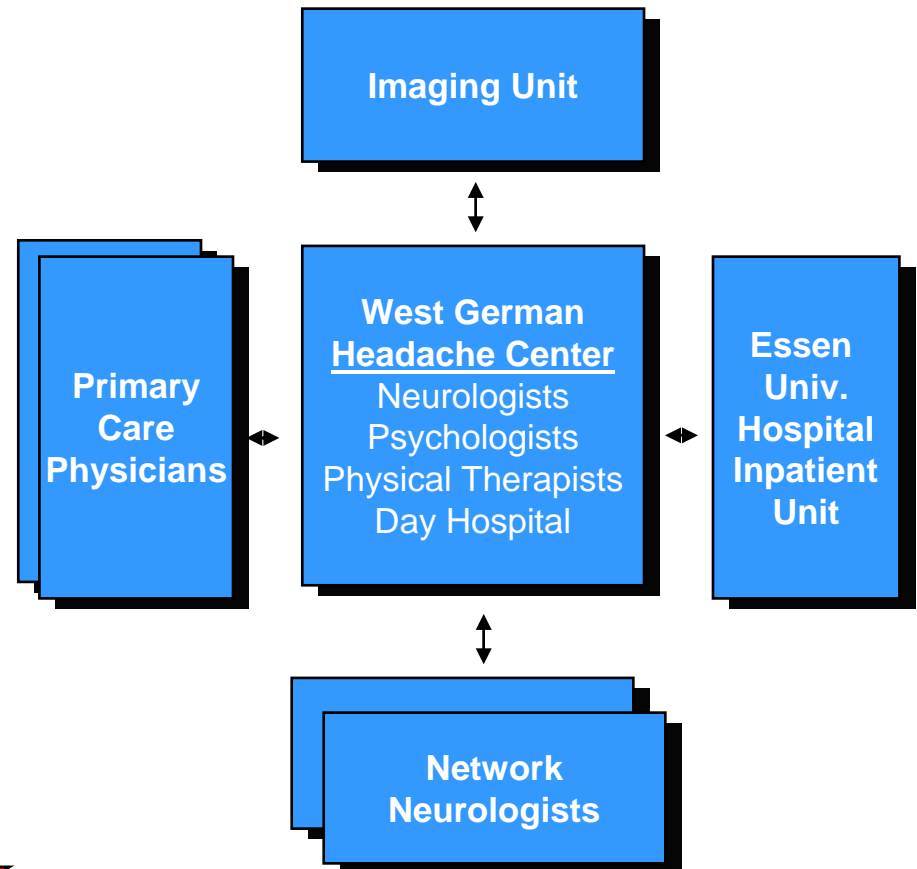 Imaging Unit
Primary
Care
Physicians
West German
Headache Center
Neurologists
Psychologists
Physical Therapists
Day Hospital
Essen
Univ.
Hospital
Inpatient
Unit
Network
Neurologists